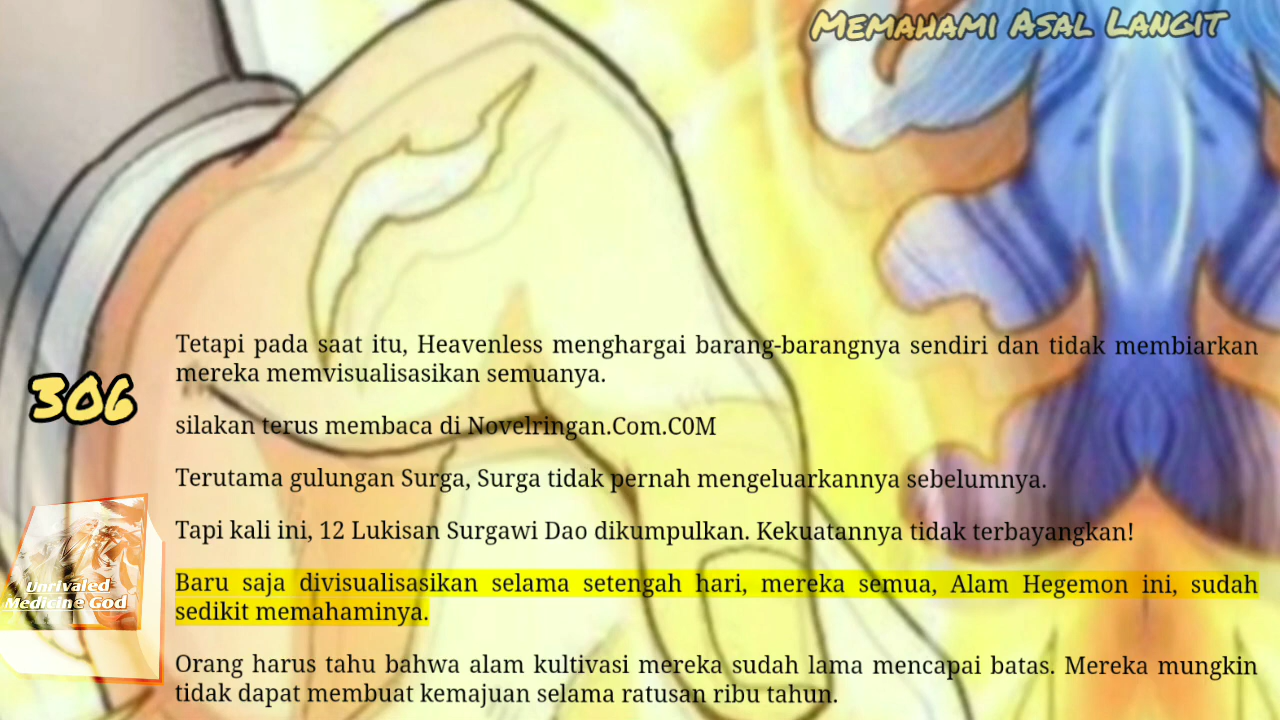 Memahami Asal Langit
Tetapi pada saat itu, Heavenless menghargai barang-barangnya sendiri dan tidak membiarkan
mereka memvisualisasikan semuanya.
306
silakan terus membaca di Novelringan.Com.C0M
Terutama gulungan Surga, Surga tidak pernah mengeluarkannya sebelumnya.
Tapi kali ini, 12 Lukisan Surgawi Dao dikumpulkan. Kekuatannya tidak terbayangkan!
Unrivaled
Medicine God
Baru saja divisualisasikan selama setengah hari, mereka semua, Alam Hegemon ini, sudah
sedikit memahaminya.
Orang harus tahu bahwa alam kultivasi mereka sudah lama mencapai batas. Mereka mungkin
tidak dapat membuat kemajuan selama ratusan ribu tahun.